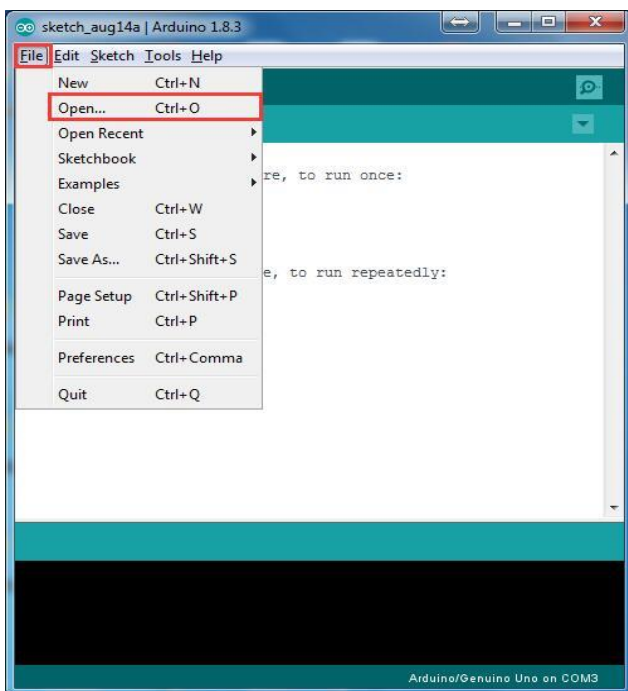 sketch_aug14a | Arduino 1.8.3
File Edit Sketch Tools Help
New Ctrl+N
Open... Ctrl+O
Open Recent
Sketchbook
Examples
re, to run once:
Close Ctrl+W
Save Ctrl+S
Save As... Ctrl+Shift+S
e, to run repeatedly:
Page Setup Ctrl+Shift+P
Print Ctrl+P
Preferences Ctrl+Comma
Quit Ctrl+Q
Arduino/Genuino Uno on COM3